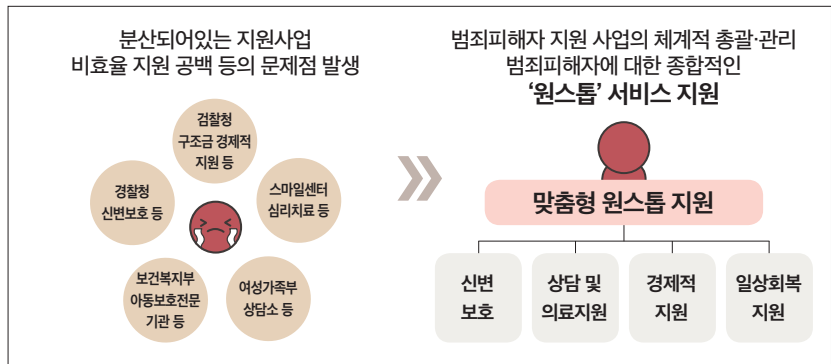 분산되어있는 지원사업
비효율 지원 공백 등의 문제점 발생
검찰청
구조금 경제적
지원 등
경찰청
신변보호 등
스마일센터
심리치료 등
보건복지부
아동보호전문
기관 등
여성가족부
상담소 등
범죄피해자 지원 사업의 체계적 총괄·관리
범죄피해자에 대한 종합적인
‘원스톱’ 서비스 지원
맞춤형 원스톱 지원
신변
보호
상담 및
의료지원
경제적
지원
일상회복
지원